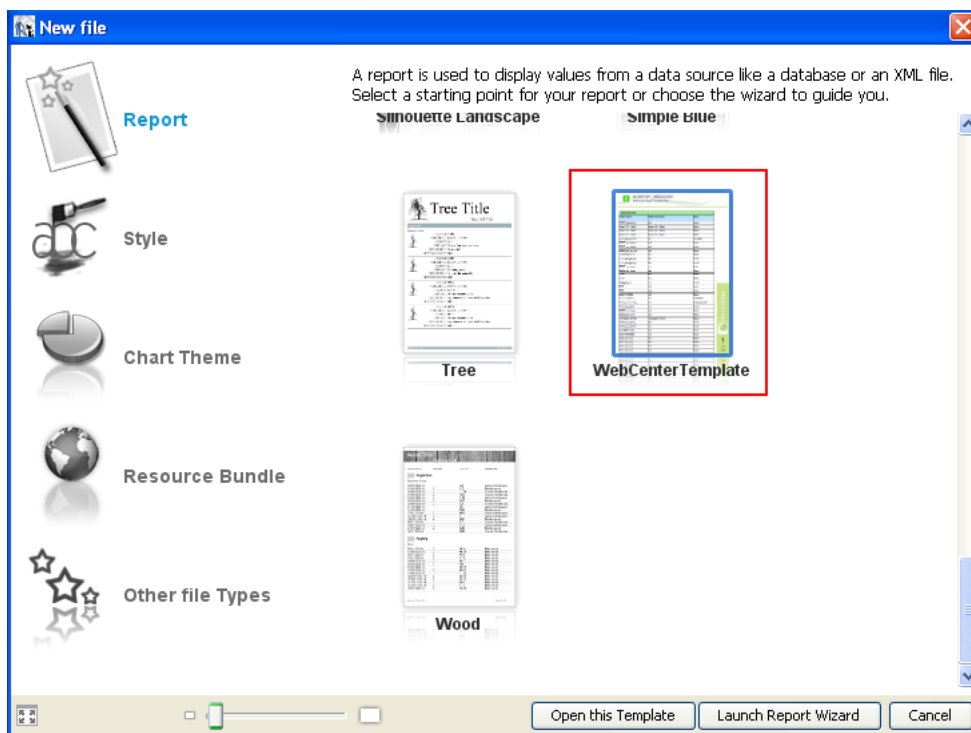 New file
A report is used to display values from a data source like a database or an XML file.
Select a starting point for your report or choose the wizard to guide you.
Report
Style
Chart Theme
Resource Bundle
Other file Types
Silhouette Landscape
Simple Blue
Tree Title
Tree
WebCenterTemplate
Wood Title
Wood
Open this Template
Launch Report Wizard
Cancel